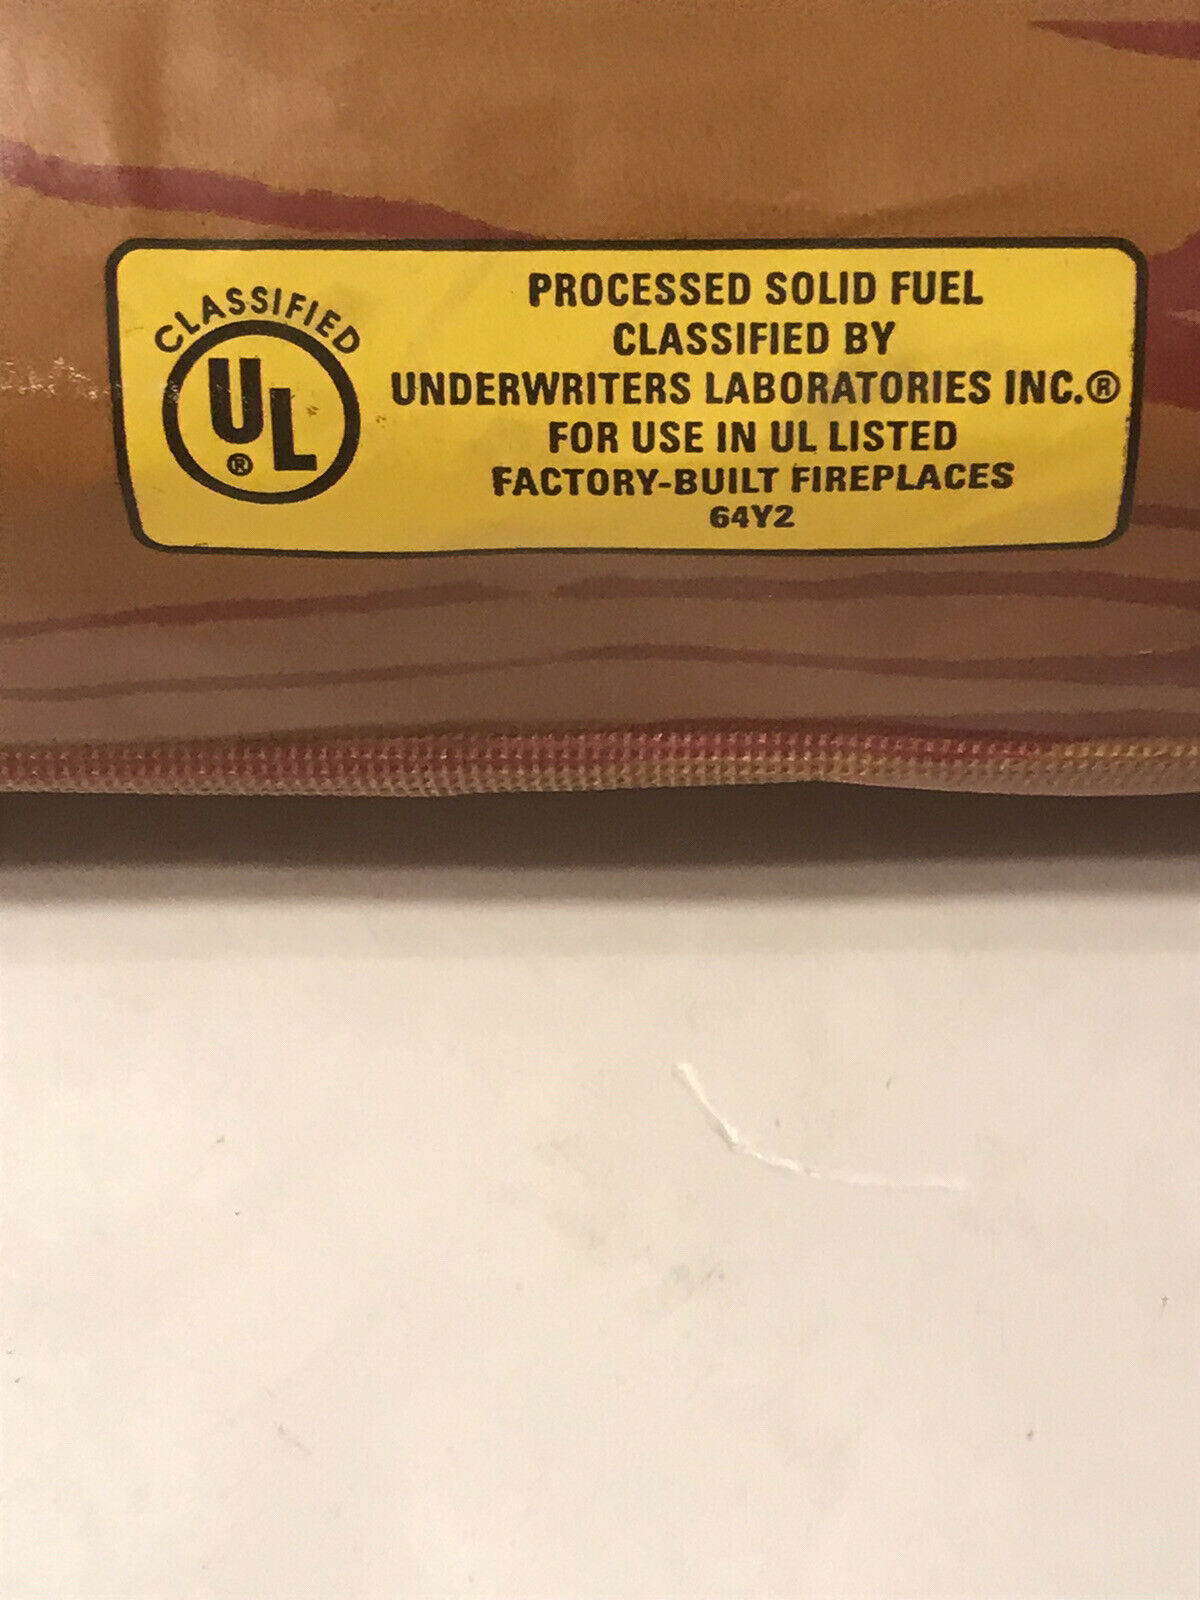 CLASSIFIED
UL
®
PROCESSED SOLID FUEL
CLASSIFIED BY
UNDERWRITERS LABORATORIES INC.®
FOR USE IN UL LISTED
FACTORY-BUILT FIREPLACES
64Y2